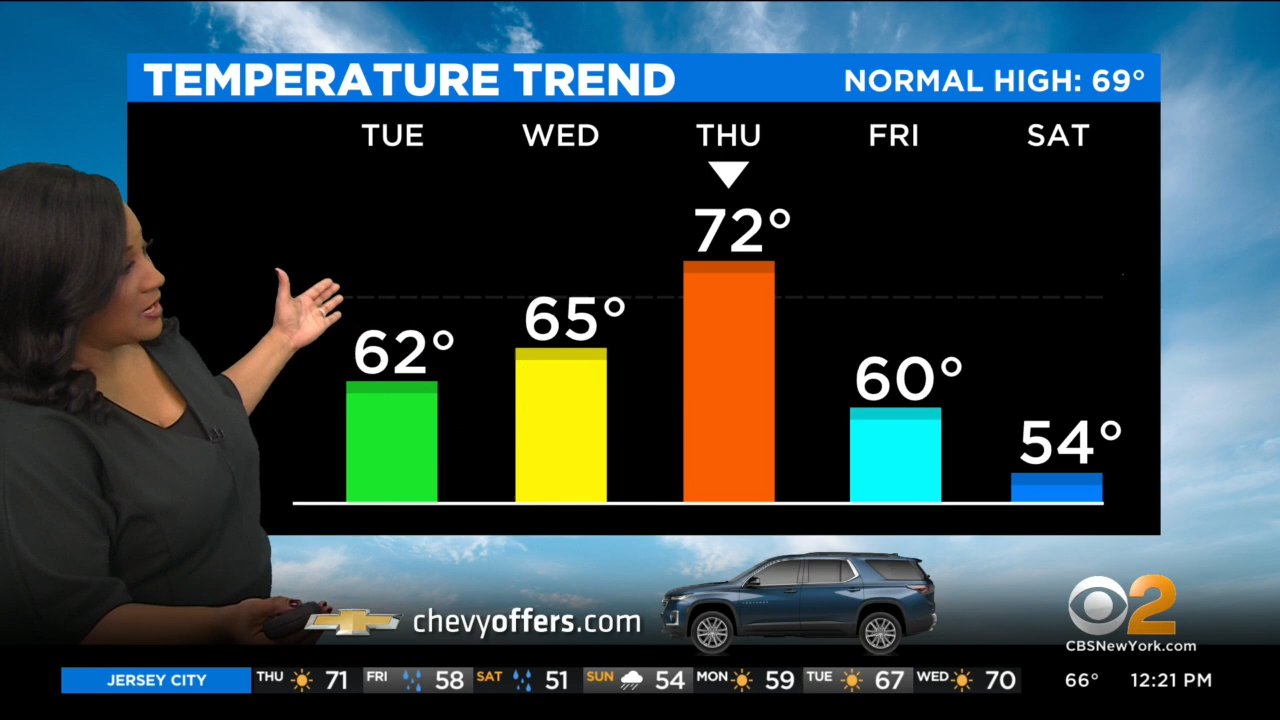 TEMPERATURE TREND
NORMAL HIGH: 69°
TUE WED THU FRI SAT
62° 65° 72° 60° 54°
chevyoffers.com
2
CBSNewYork.com
JERSEY CITY THU 71 FRI 58 SAT 51 SUN 54 MON 59 TUE 67 WED 70 66° 12:21 PM